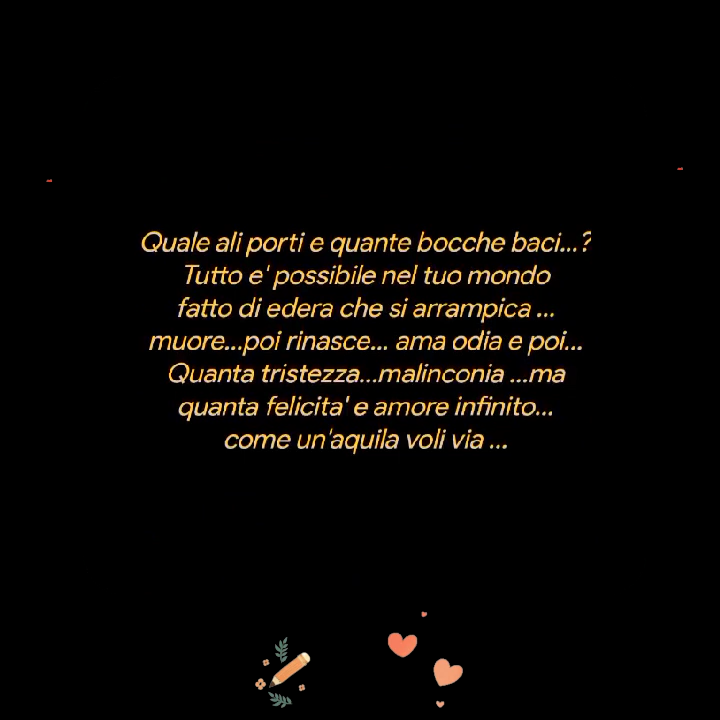 Quale ali porti e quante bocche baci...?
Tutto e' possibile nel tuo mondo
fatto di edera che si arrampica ...
muore...poi rinasce... ama odia e poi...
Quanta tristezza...malinconia ...ma
quanta felicita' e amore infinito...
come un'aquila voli via ...